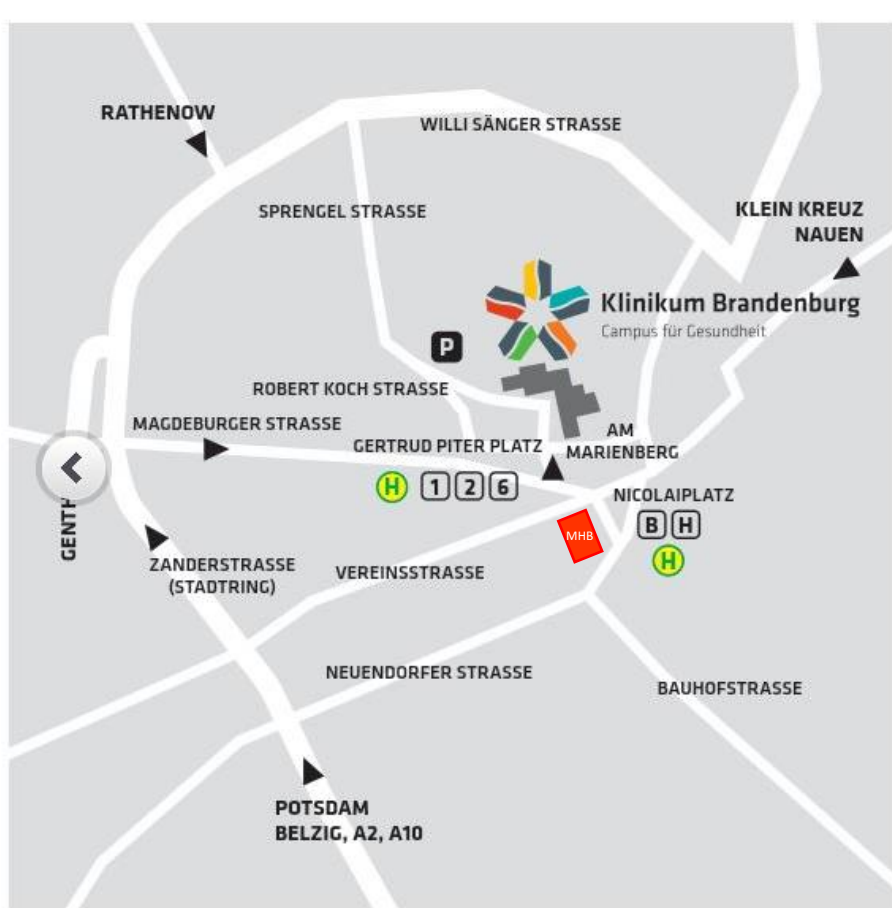 RATHENOW
WILLI SÄNGER STRASSE
SPRENGEL STRASSE
KLEIN KREUZ
NAUEN
Klinikum Brandenburg
Campus für Gesundheit
P
ROBERT KOCH STRASSE
MAGDEBURGER STRASSE
GERTRUD PITER PLATZ
AM
MARIENBERG
H 1 2 6
NICOLAIPLATZ
B H
H
MHB
GENTH
ZANDERSTRASSE
(STADTRING)
VEREINSSTRASSE
NEUENDORFER STRASSE
BAUHOFSTRASSE
POTSDAM
BELZIG, A2, A10